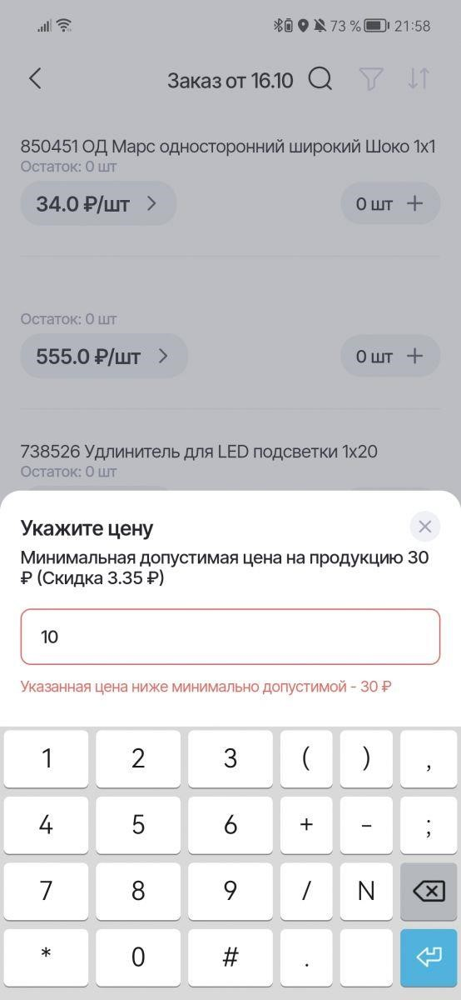 73 % 21:58
Заказ от 16.10
850451 ОД Марс односторонний широкий Шоко 1x1
Остаток: 0 шт
34.0 ₽/шт 0 шт +
Остаток: 0 шт
555.0 ₽/шт 0 шт +
738526 Удлинитель для LED подсветки 1x20
Остаток: 0 шт
Укажите цену
Минимальная допустимая цена на продукцию 30
₽ (Скидка 3.35 ₽)
10
Указанная цена ниже минимально допустимой - 30 ₽
1 2 3 ( ) ,
4 5 6 + - ;
7 8 9 / N
* 0 # .